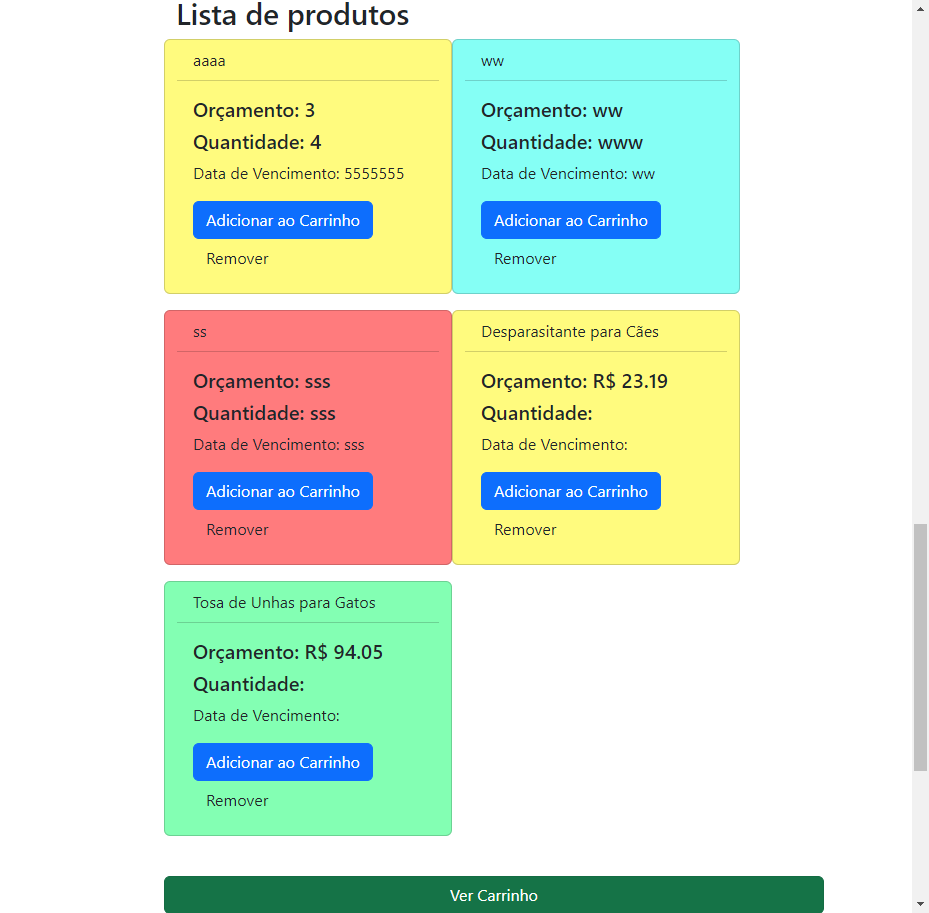 Lista de produtos
aaaa
Orçamento: 3
Quantidade: 4
Data de Vencimento: 5555555
Adicionar ao Carrinho
Remover
ww
Orçamento: ww
Quantidade: www
Data de Vencimento: ww
Adicionar ao Carrinho
Remover
ss
Orçamento: sss
Quantidade: sss
Data de Vencimento: sss
Adicionar ao Carrinho
Remover
Desparasitante para Cães
Orçamento: R$ 23.19
Quantidade:
Data de Vencimento:
Adicionar ao Carrinho
Remover
Tosa de Unhas para Gatos
Orçamento: R$ 94.05
Quantidade:
Data de Vencimento:
Adicionar ao Carrinho
Remover
Ver Carrinho